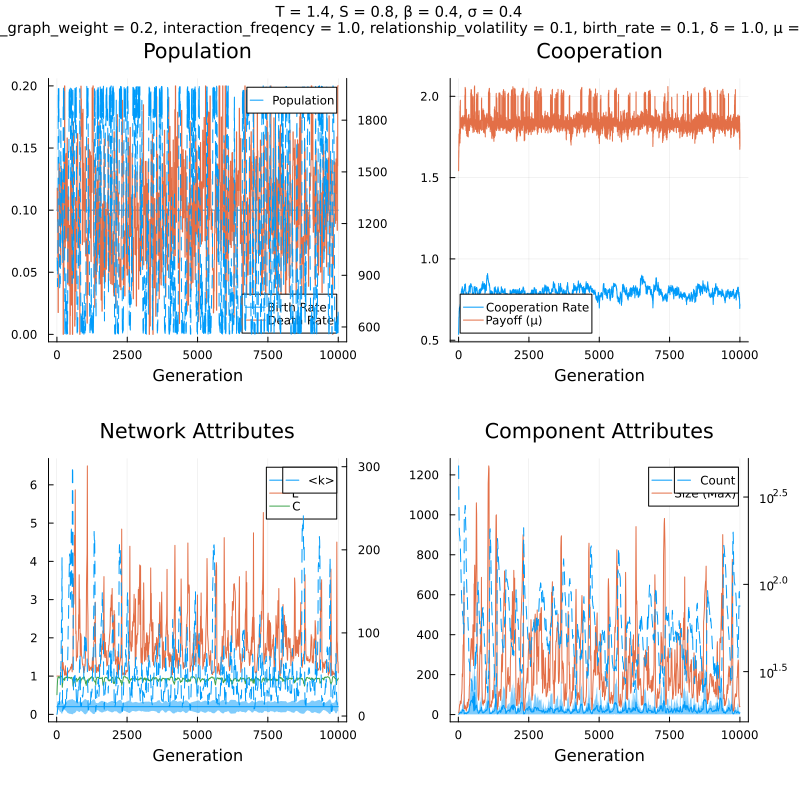 T = 1.4, S = 0.8, β = 0.4, σ = 0.4
_graph_weight = 0.2, interaction_freqency = 1.0, relationship_volatility = 0.1, birth_rate = 0.1, δ = 1.0, μ =
Population
Cooperation
0.20
0.15
0.10
0.05
0.00
1800
1500
1200
900
600
Population
Birth Rate
Death Rate
0
2500
5000
7500
10000
Generation
2.0
1.5
1.0
0.5
Cooperation Rate
Payoff (μ)
0
2500
5000
7500
10000
Generation
Network Attributes
Component Attributes
6
5
4
3
2
1
0
300
200
100
0
<k>
L
C
0
2500
5000
7500
10000
Generation
1200
1000
800
600
400
200
0
10^2.5
10^2.0
10^1.5
Count
Size (Max)
0
2500
5000
7500
10000
Generation